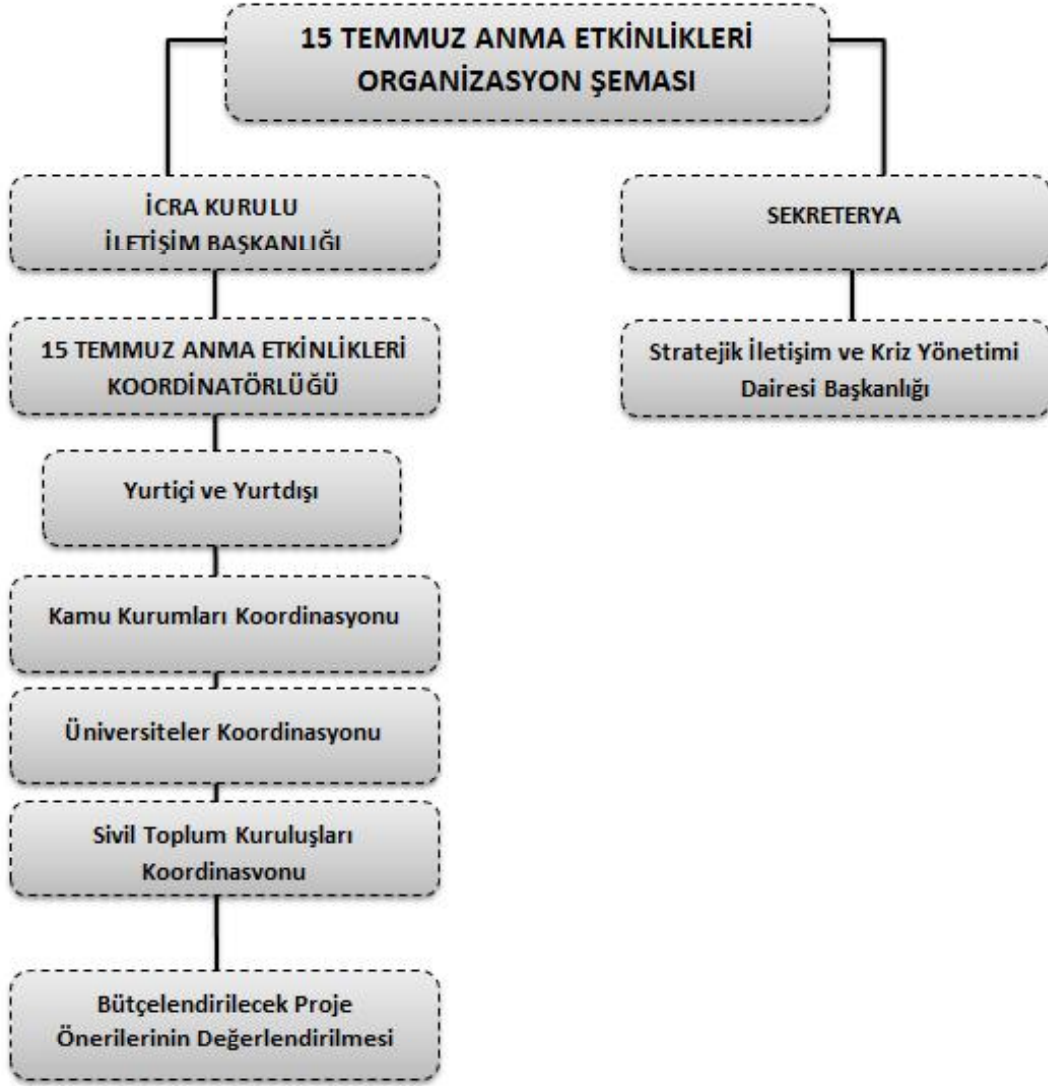 15 TEMMUZ ANMA ETKİNLİKLERİ
ORGANİZASYON ŞEMASI
İCRA KURULU
İLETİŞİM BAŞKANLIĞI
SEKRETERYA
15 TEMMUZ ANMA ETKİNLİKLERİ
KOORDİNATÖRLÜĞÜ
Stratejik İletişim ve Kriz Yönetimi
Dairesi Başkanlığı
Yurtiçi ve Yurtdışı
Kamu Kurumları Koordinasyonu
Üniversiteler Koordinasyonu
Sivil Toplum Kuruluşları
Koordinasyonu
Bütçelendirilecek Proje
Önerilerinin Değerlendirilmesi